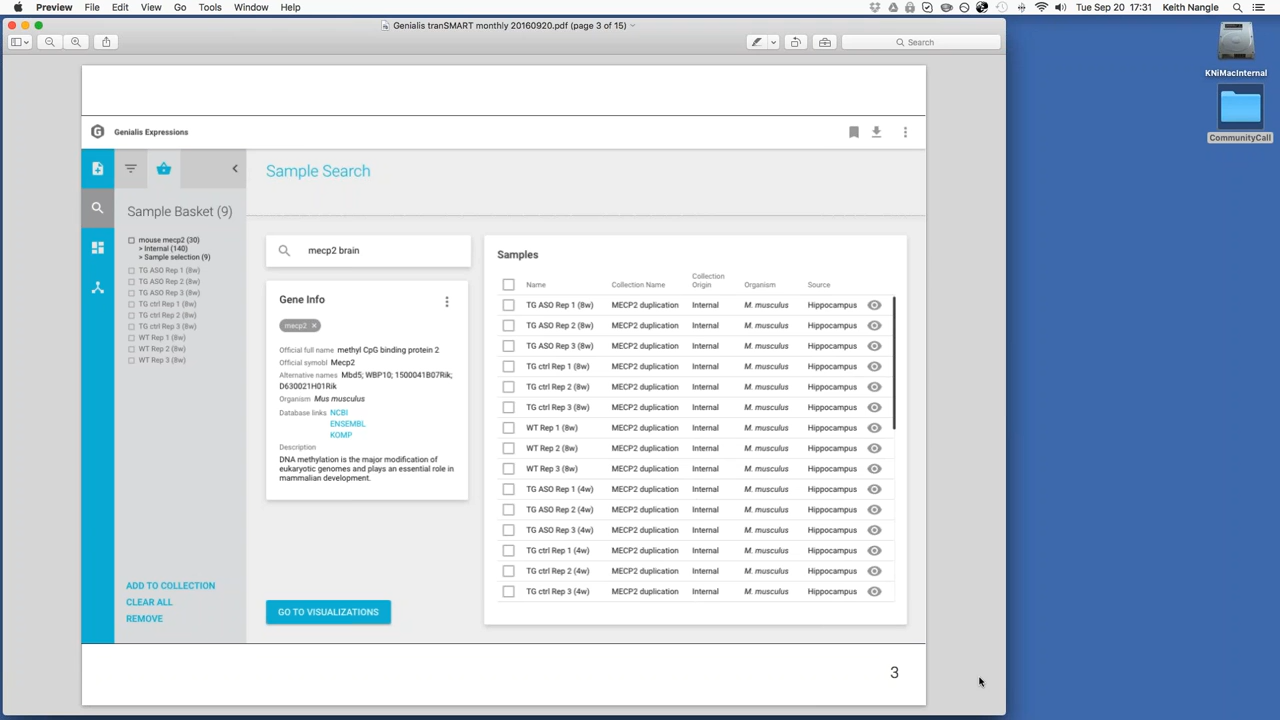 Preview File Edit View Go Tools Window Help Tue Sep 20 17:31 Keith Nangle
Genialis tranSMART monthly 20160920.pdf (page 3 of 15)
Search
KNiMacInternal
CommunityCall
Genialis Expressions
Sample Search
Sample Basket (9)
mouse mecp2 (30)
> Internal (140)
> Sample selection (9)
TG ASO Rep 1 (8w)
TG ASO Rep 2 (8w)
TG ASO Rep 3 (8w)
TG ctrl Rep 1 (8w)
TG ctrl Rep 2 (8w)
TG ctrl Rep 3 (8w)
WT Rep 1 (8w)
WT Rep 2 (8w)
WT Rep 3 (8w)
ADD TO COLLECTION
CLEAR ALL
REMOVE
mecp2 brain
Gene Info
mecp2 ×
Official full name methyl CpG binding protein 2
Official symobl Mecp2
Alternative names Mbd5; WBP10; 1500041B07Rik;
D630021H01Rik
Organism Mus musculus
Database links NCBI
ENSEMBL
KOMP
Description
DNA methylation is the major modification of
eukaryotic genomes and plays an essential role in
mammalian development.
GO TO VISUALIZATIONS
Samples
Name Collection Name Collection Origin Organism Source
TG ASO Rep 1 (8w) MECP2 duplication Internal M. musculus Hippocampus
TG ASO Rep 2 (8w) MECP2 duplication Internal M. musculus Hippocampus
TG ASO Rep 3 (8w) MECP2 duplication Internal M. musculus Hippocampus
TG ctrl Rep 1 (8w) MECP2 duplication Internal M. musculus Hippocampus
TG ctrl Rep 2 (8w) MECP2 duplication Internal M. musculus Hippocampus
TG ctrl Rep 3 (8w) MECP2 duplication Internal M. musculus Hippocampus
WT Rep 1 (8w) MECP2 duplication Internal M. musculus Hippocampus
WT Rep 2 (8w) MECP2 duplication Internal M. musculus Hippocampus
WT Rep 3 (8w) MECP2 duplication Internal M. musculus Hippocampus
TG ASO Rep 1 (4w) MECP2 duplication Internal M. musculus Hippocampus
TG ASO Rep 2 (4w) MECP2 duplication Internal M. musculus Hippocampus
TG ASO Rep 3 (4w) MECP2 duplication Internal M. musculus Hippocampus
TG ctrl Rep 1 (4w) MECP2 duplication Internal M. musculus Hippocampus
TG ctrl Rep 2 (4w) MECP2 duplication Internal M. musculus Hippocampus
TG ctrl Rep 3 (4w) MECP2 duplication Internal M. musculus Hippocampus
3